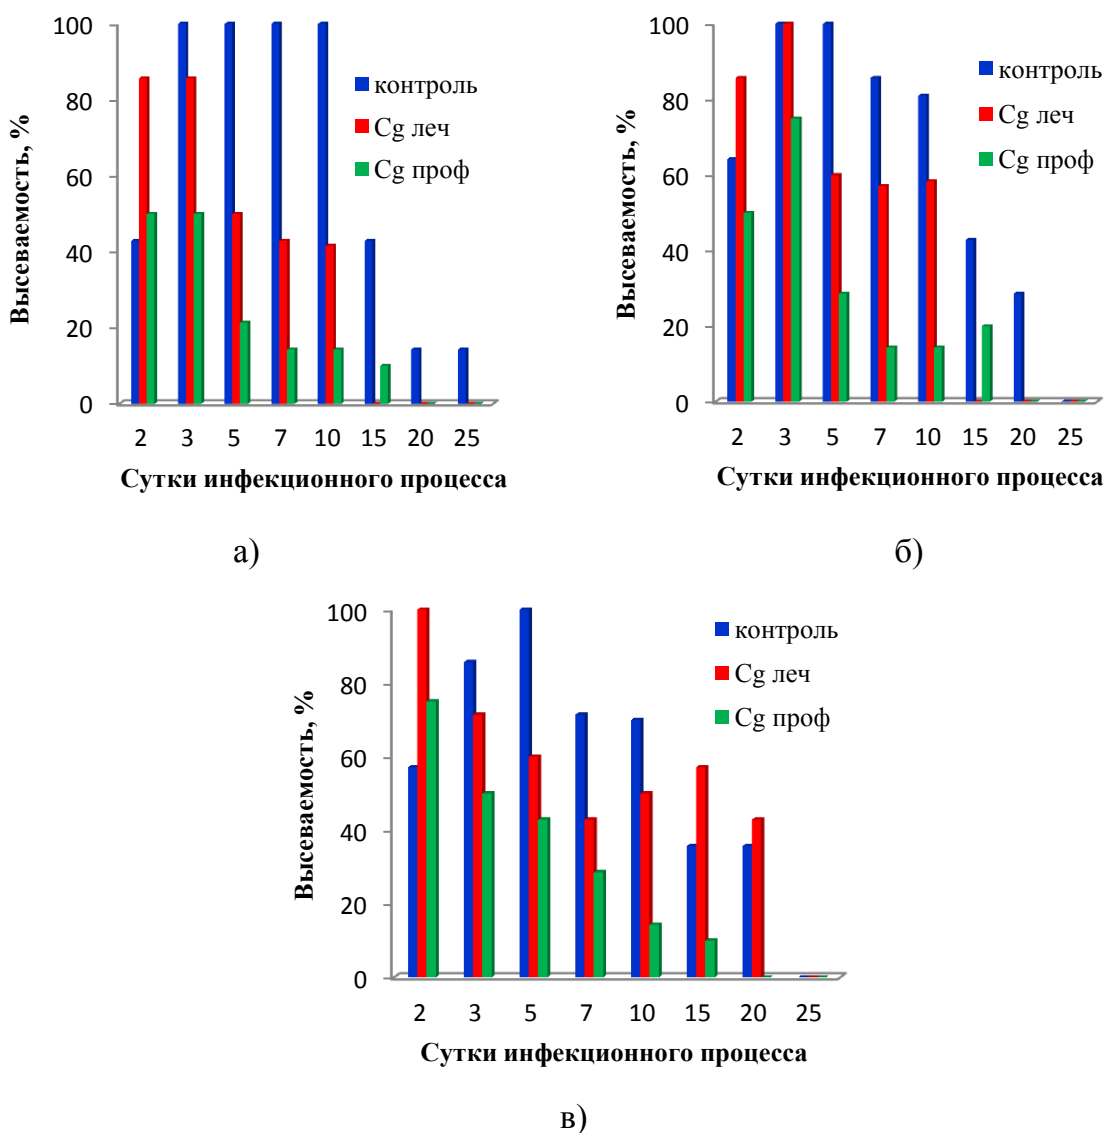 Высеваемость, %
100
80
60
40
20
0
контроль
Cg леч
Cg проф
2 3 5 7 10 15 20 25
Сутки инфекционного процесса
а)
Высеваемость, %
100
80
60
40
20
0
контроль
Cg леч
Cg проф
2 3 5 7 10 15 20 25
Сутки инфекционного процесса
б)
Высеваемость, %
100
80
60
40
20
0
контроль
Cg леч
Cg проф
2 3 5 7 10 15 20 25
Сутки инфекционного процесса
в)